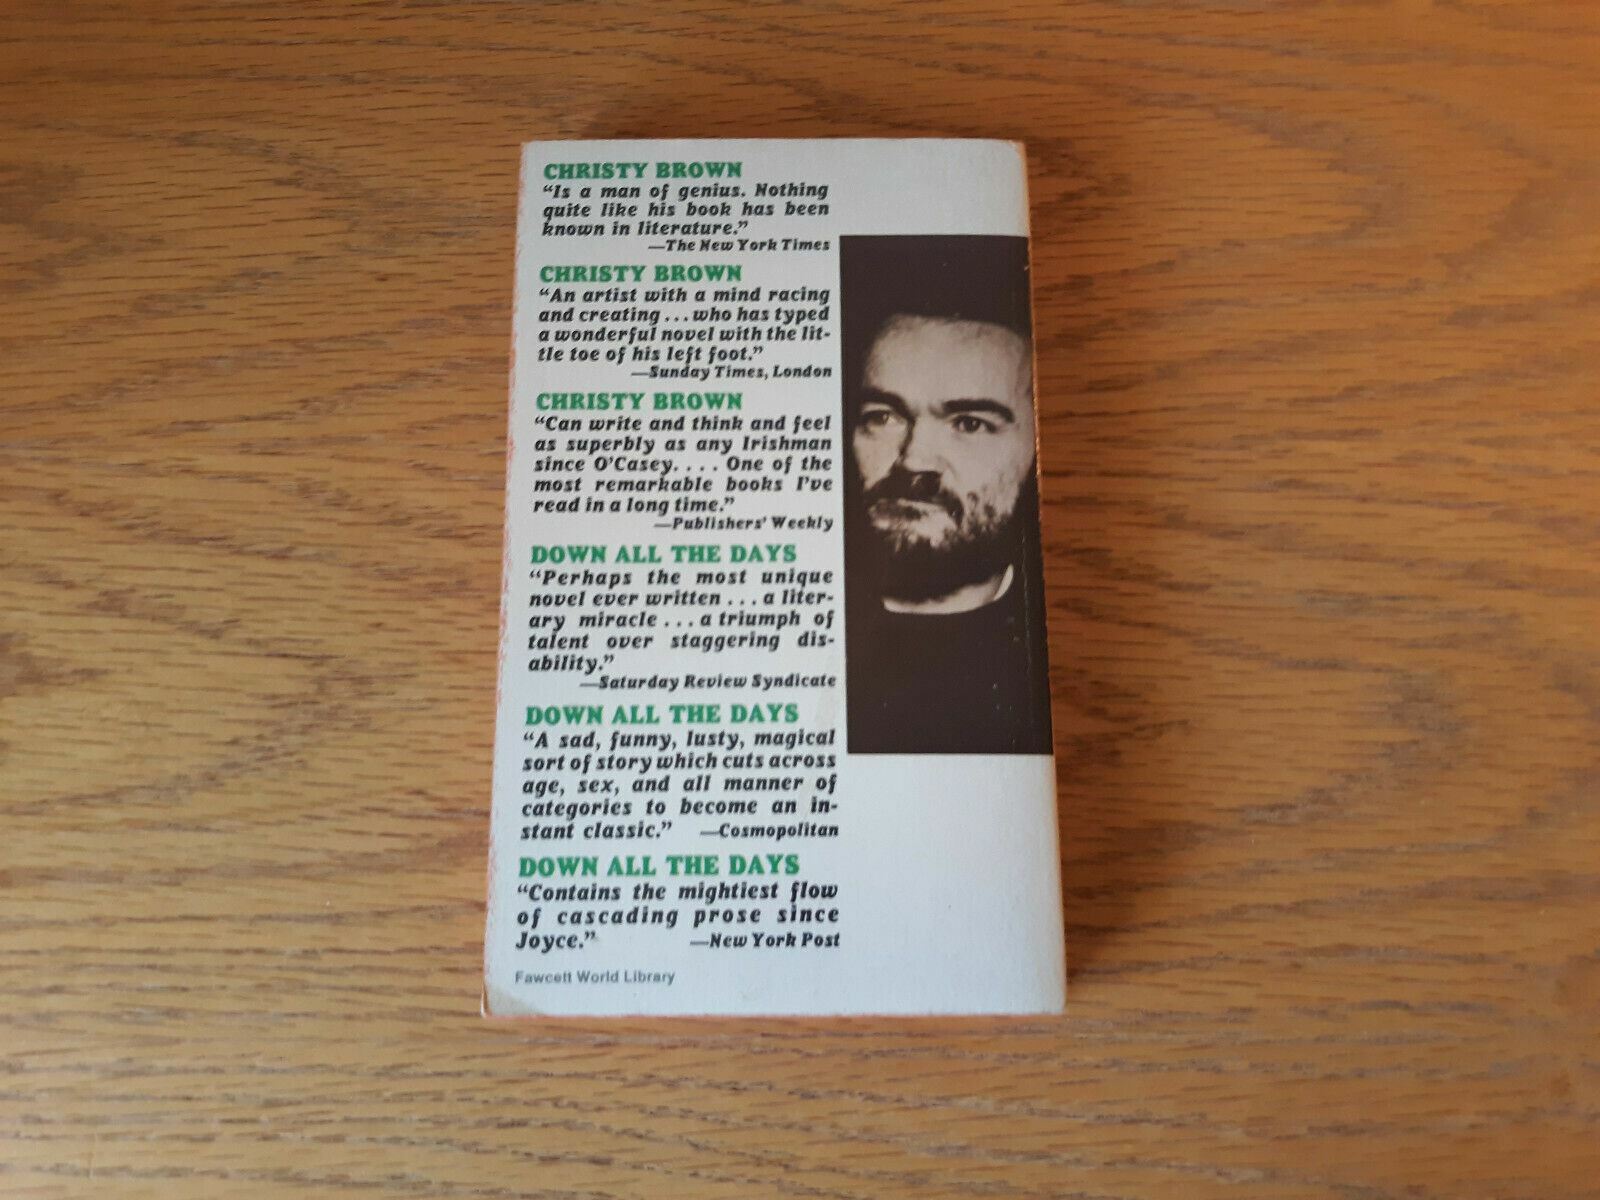 CHRISTY BROWN
“Is a man of genius. Nothing
quite like his book has been
known in literature.”
—The New York Times
CHRISTY BROWN
“An artist with a mind racing
and creating...who has typed
a wonderful novel with the lit-
tle toe of his left foot.”
—Sunday Times, London
CHRISTY BROWN
“Can write and think and feel
as superbly as any Irishman
since O’Casey.... One of the
most remarkable books I’ve
read in a long time.”
—Publishers’ Weekly
DOWN ALL THE DAYS
“Perhaps the most unique
novel ever written...a liter-
ary miracle...a triumph of
talent over staggering dis-
ability.”
—Saturday Review Syndicate
DOWN ALL THE DAYS
“A sad, funny, lusty, magical
sort of story which cuts across
age, sex, and all manner of
categories to become an in-
stant classic.” —Cosmopolitan
DOWN ALL THE DAYS
“Contains the mightiest flow
of cascading prose since
Joyce.” —New York Post
Fawcett World Library